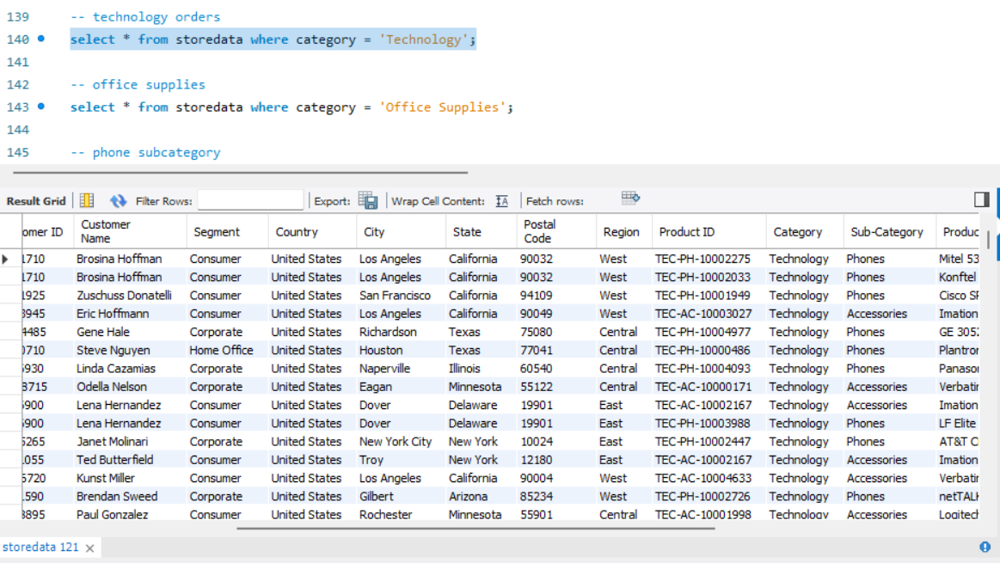 139 -- technology orders
140 select * from storedata where category = 'Technology';
141
142 -- office supplies
143 select * from storedata where category = 'Office Supplies';
144
145 -- phone subcategory
Result Grid Filter Rows: Export: Wrap Cell Content: IA Fetch rows:
omer ID Customer Name Segment Country City State Postal Code Region Product ID Category Sub-Category Produc
1710 Brosina Hoffman Consumer United States Los Angeles California 90032 West TEC-PH-10002275 Technology Phones Mitel 53
1710 Brosina Hoffman Consumer United States Los Angeles California 90032 West TEC-PH-10002033 Technology Phones Konftel
1925 Zuschuss Donatelli Consumer United States San Francisco California 94109 West TEC-PH-10001949 Technology Phones Cisco SP
8945 Eric Hoffmann Consumer United States Los Angeles California 90049 West TEC-AC-10003027 Technology Accessories Imation
4485 Gene Hale Corporate United States Richardson Texas 75080 Central TEC-PH-10004977 Technology Phones GE 3052
0710 Steve Nguyen Home Office United States Houston Texas 77041 Central TEC-PH-10000486 Technology Phones Plantron
5930 Linda Cazamias Corporate United States Naperville Illinois 60540 Central TEC-PH-10004093 Technology Phones Panaso
8715 Odella Nelson Corporate United States Eagan Minnesota 55122 Central TEC-AC-10000171 Technology Accessories Verbati
5900 Lena Hernandez Consumer United States Dover Delaware 19901 East TEC-AC-10002167 Technology Accessories Imation
5900 Lena Hernandez Consumer United States Dover Delaware 19901 East TEC-PH-10003988 Technology Phones LF Elite
5265 Janet Molinari Corporate United States New York City New York 10024 East TEC-PH-10002447 Technology Phones AT&T C
1055 Ted Butterfield Consumer United States Troy New York 12180 East TEC-AC-10002167 Technology Accessories Imation
6720 Kunst Miller Consumer United States Los Angeles California 90004 West TEC-AC-10004633 Technology Accessories Verbati
1590 Brendan Sweed Corporate United States Gilbert Arizona 85234 West TEC-PH-10002726 Technology Phones netTALK
8895 Paul Gonzalez Consumer United States Rochester Minnesota 55901 Central TEC-AC-10001998 Technology Accessories Logitech
storedata 121